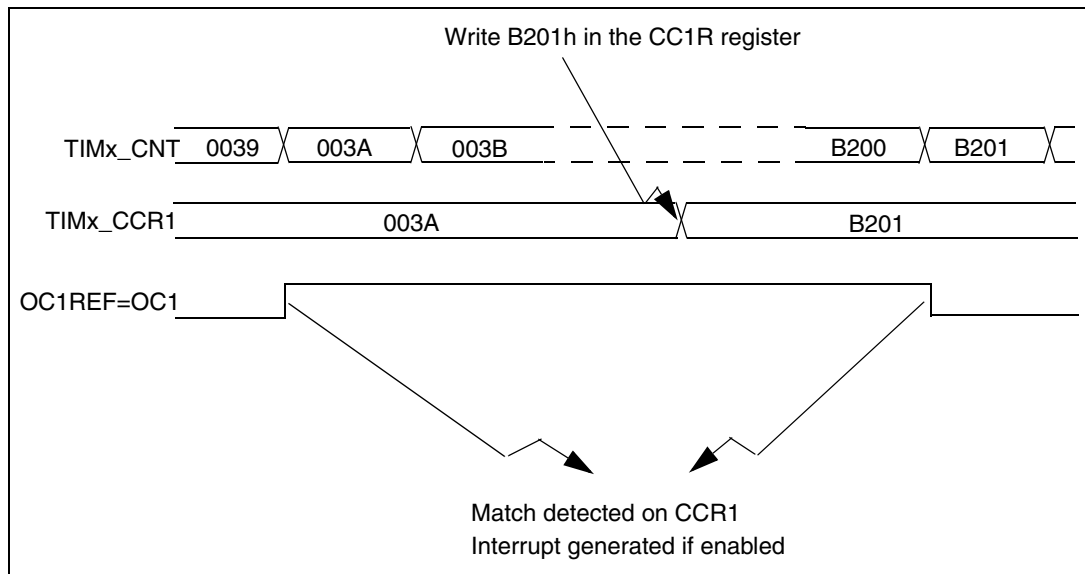 Write B201h in the CC1R register
TIMx_CNT 0039 003A 003B B200 B201
TIMx_CCR1 003A B201
OC1REF=OC1
Match detected on CCR1
Interrupt generated if enabled